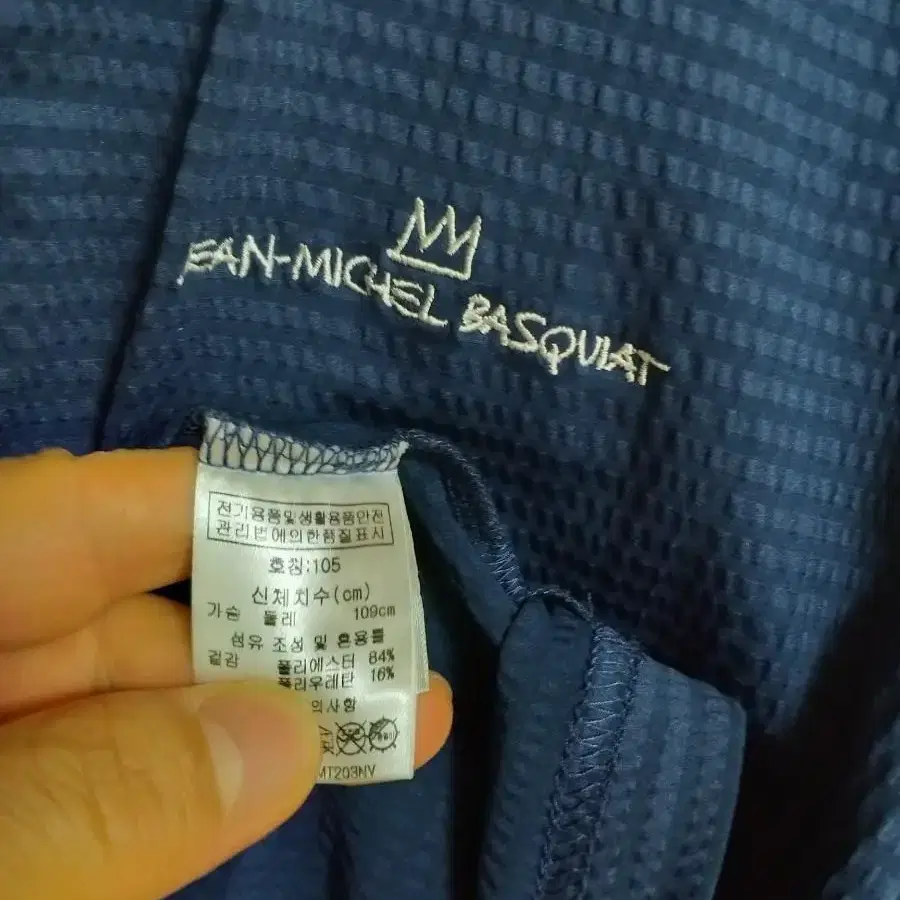 JEAN-MICHEL BASQUIAT
전기용품및생활용품안전
관리법에의한품질표시
호칭:105
신체치수(cm)
가슴 둘레 109cm
섬유 조성 및 혼용률
겉감 폴리에스터 84%
폴리우레탄 16%
의사항
MT203NV